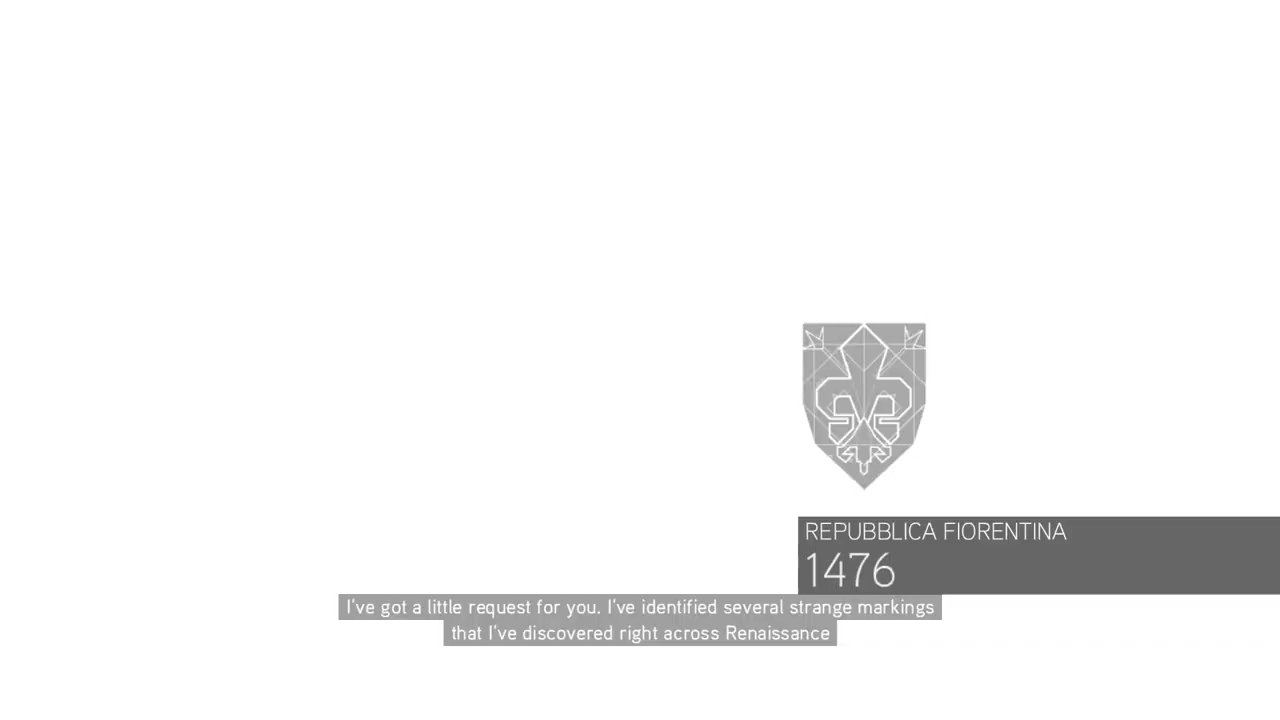 REPUBBLICA FIORENTINA
1476
I've got a little request for you. I've identified several strange markings
that I've discovered right across Renaissance